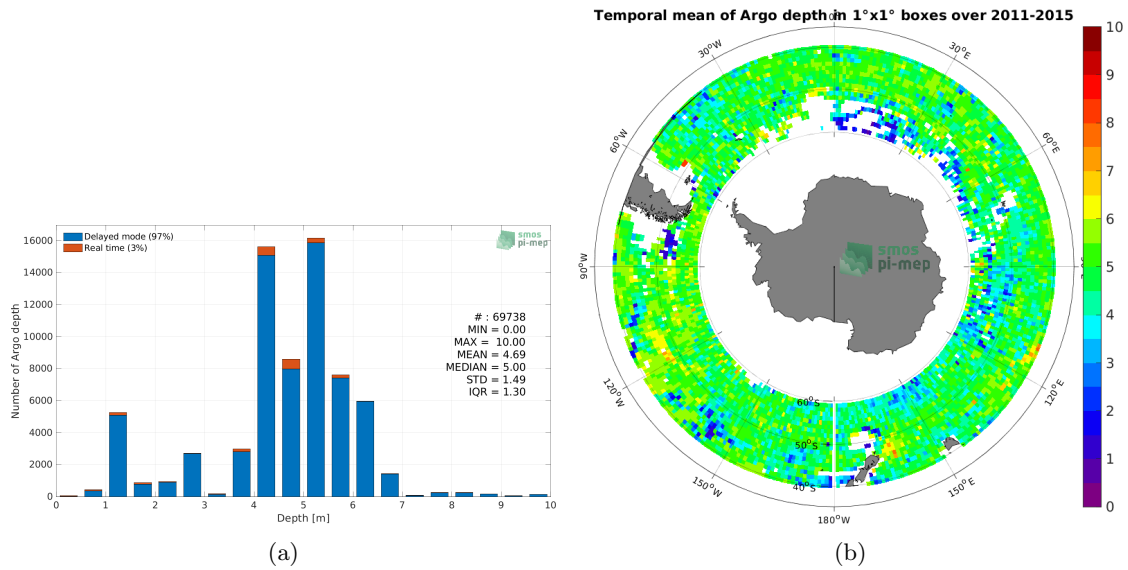 Delayed mode (97%)
Real time (3%)
smos
pi-mep
# : 69738
MIN = 0.00
MAX = 10.00
MEAN = 4.69
MEDIAN = 5.00
STD = 1.49
IQR = 1.30
Number of Argo depth
16000
14000
12000
10000
8000
6000
4000
2000
0
0 1 2 3 4 5 6 7 8 9 10
Depth [m]
(a)
Temporal mean of Argo depth in 1°x1° boxes over 2011-2015
30°W
30°E
60°W
60°E
90°W
120°W
120°E
150°W
150°E
180°W
60°S
50°S
40°S
smos
pi-mep
10
9
8
7
6
5
4
3
2
1
0
(b)